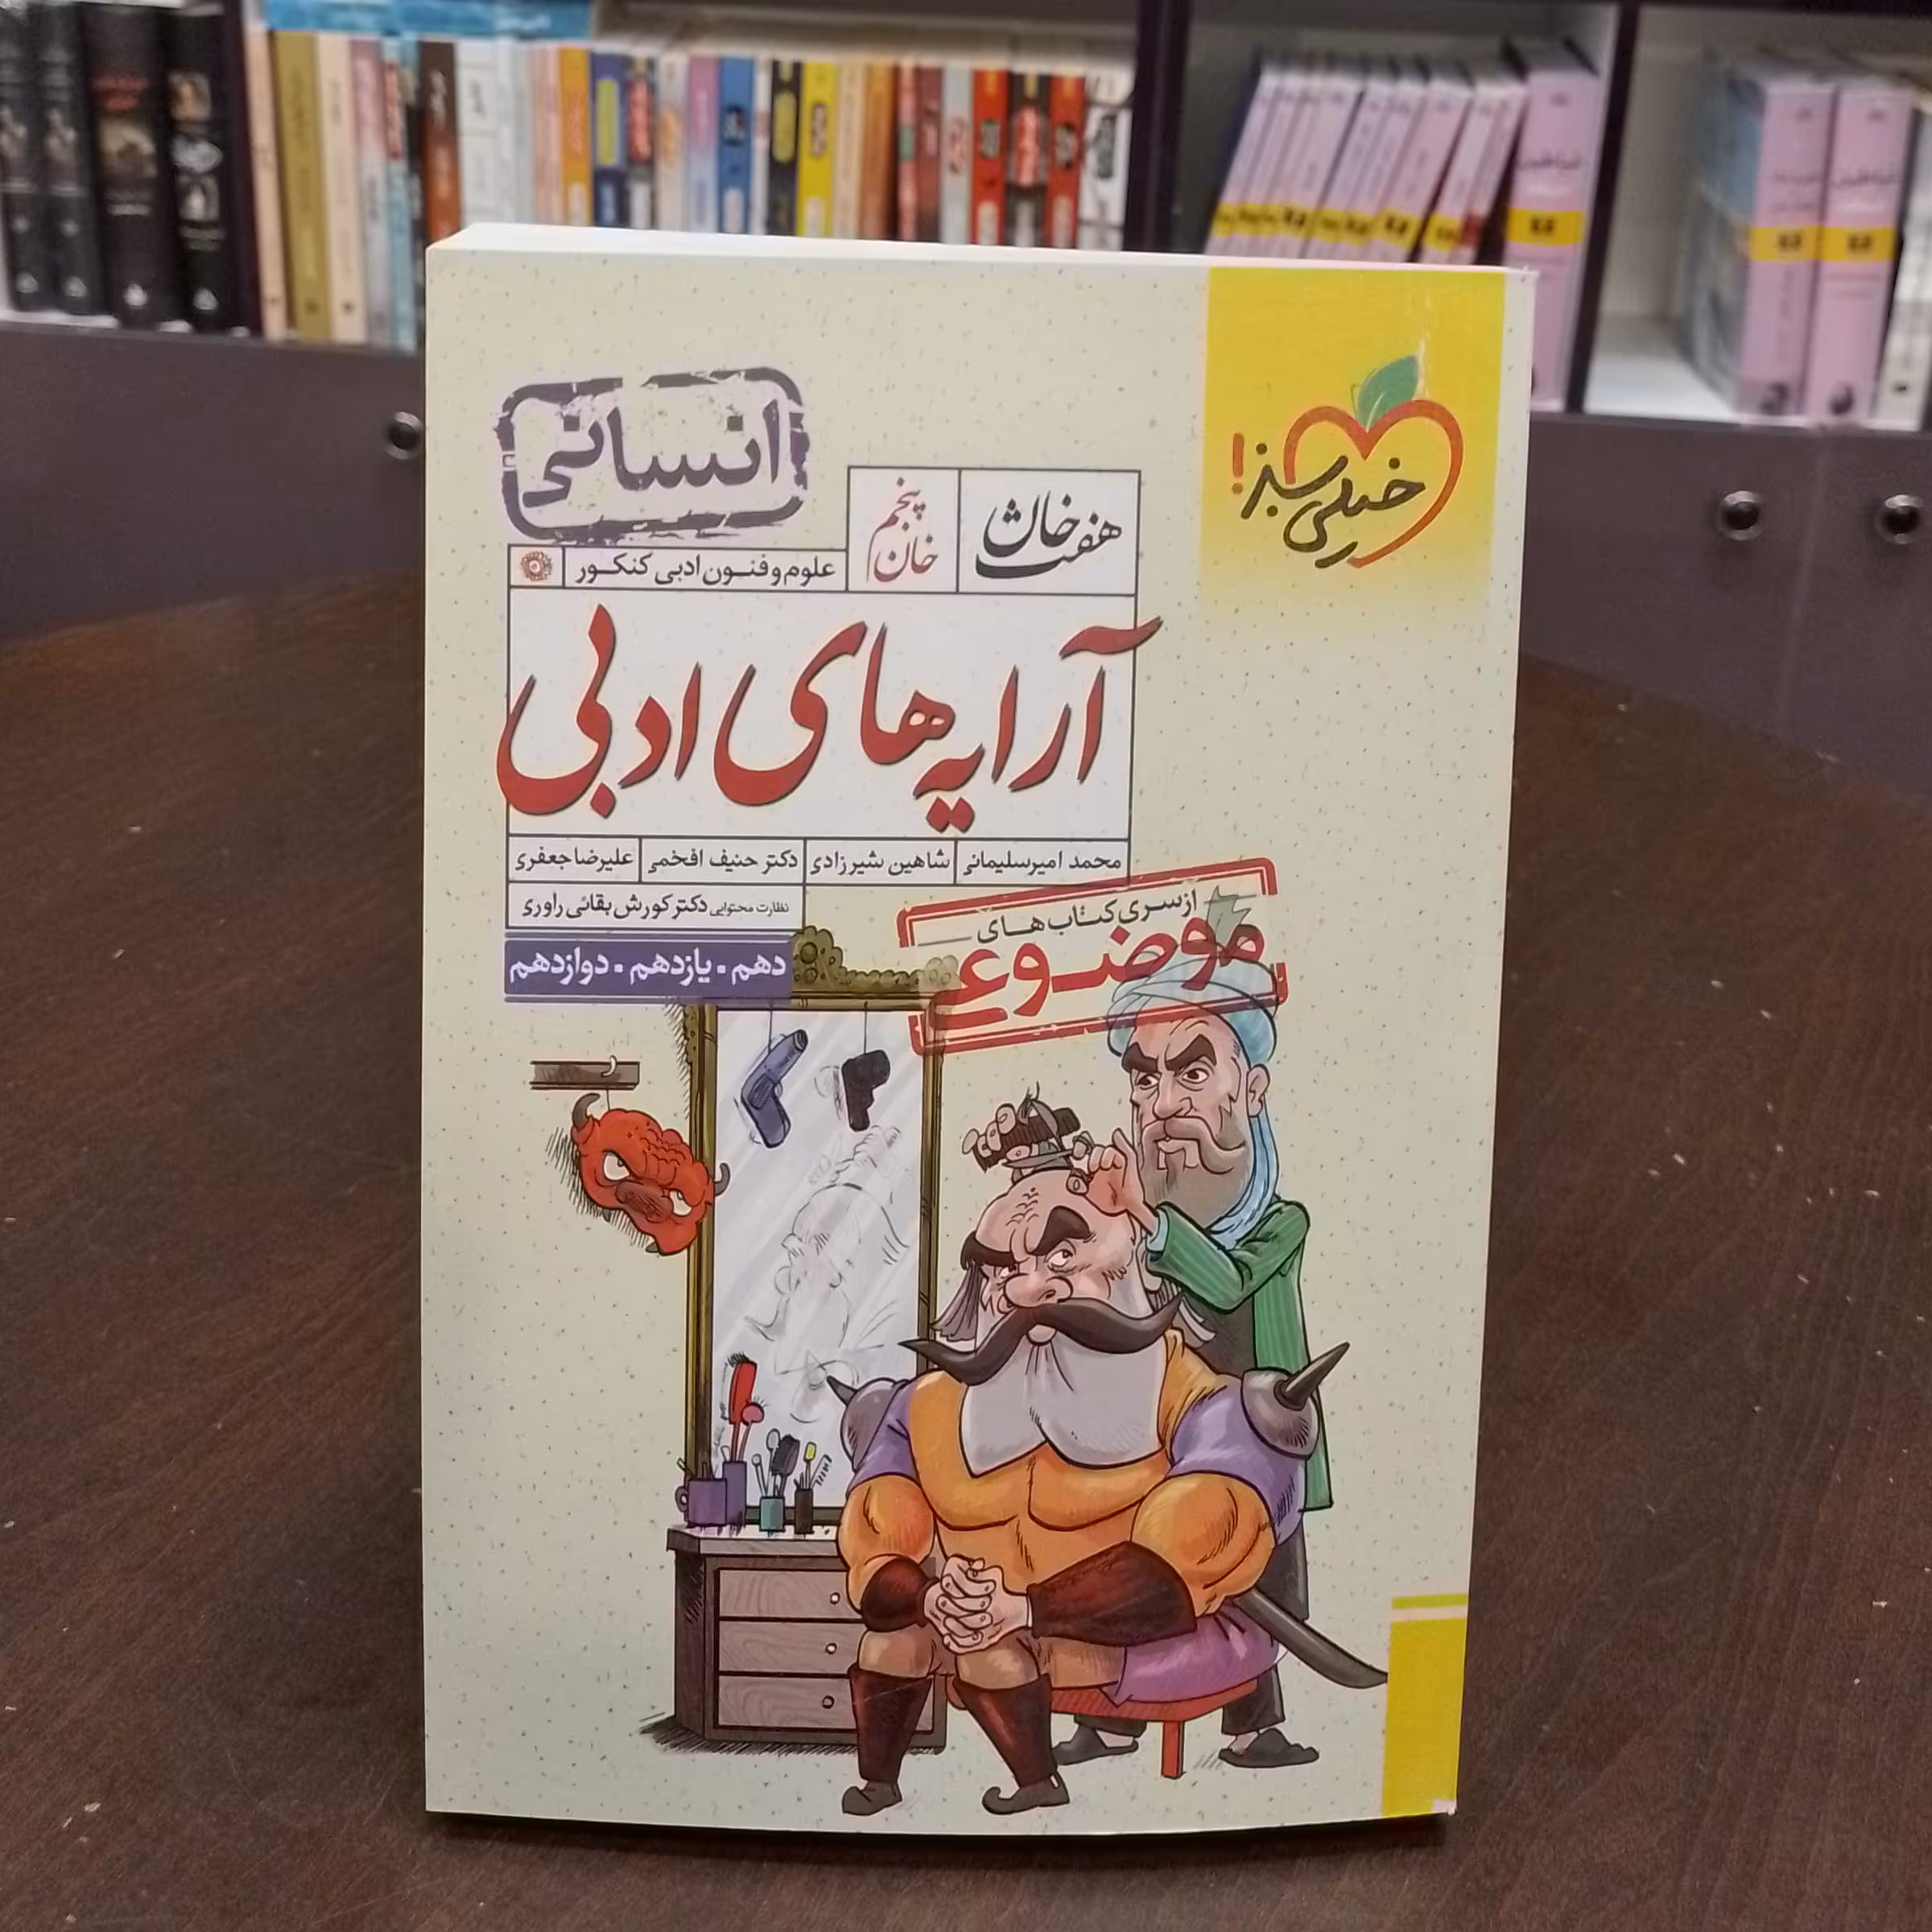 خیلی سبز!
انسانی
هفت خان
خان پنجم
علوم و فنون ادبی کنکور
آرایه‌های ادبی
محمد امیرسلیمانی شاهین شیرزادی دکتر حنیف افخمی علیرضا جعفری
نظارت محتوایی دکتر کورش بقائی راوری
دهم . یازدهم . دوازدهم
از سری کتاب‌های
موضوعی